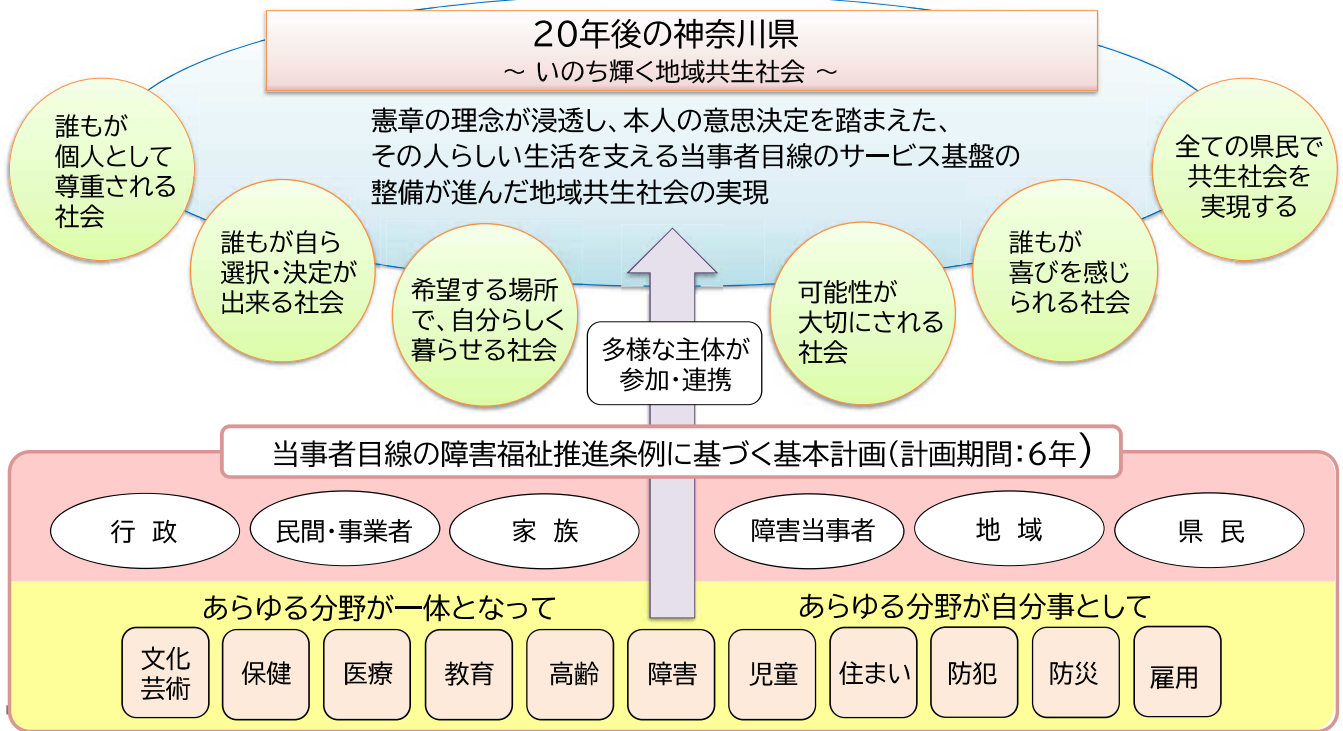 20年後の神奈川県
～ いのち輝く地域共生社会 ～
憲章の理念が浸透し、本人の意思決定を踏まえた、
その人らしい生活を支える当事者目線のサービス基盤の
整備が進んだ地域共生社会の実現
誰もが
個人として
尊重される
社会
誰もが自ら
選択・決定が
出来る社会
希望する場所
で、自分らしく
暮らせる社会
可能性が
大切にされる
社会
誰もが
喜びを感じ
られる社会
全ての県民で
共生社会を
実現する
多様な主体が
参加・連携
当事者目線の障害福祉推進条例に基づく基本計画（計画期間：６年）
行 政
民間・事業者
家 族
障害当事者
地 域
県 民
あらゆる分野が一体となって
あらゆる分野が自分事として
文化
芸術
保健
医療
教育
高齢
障害
児童
住まい
防犯
防災
雇用